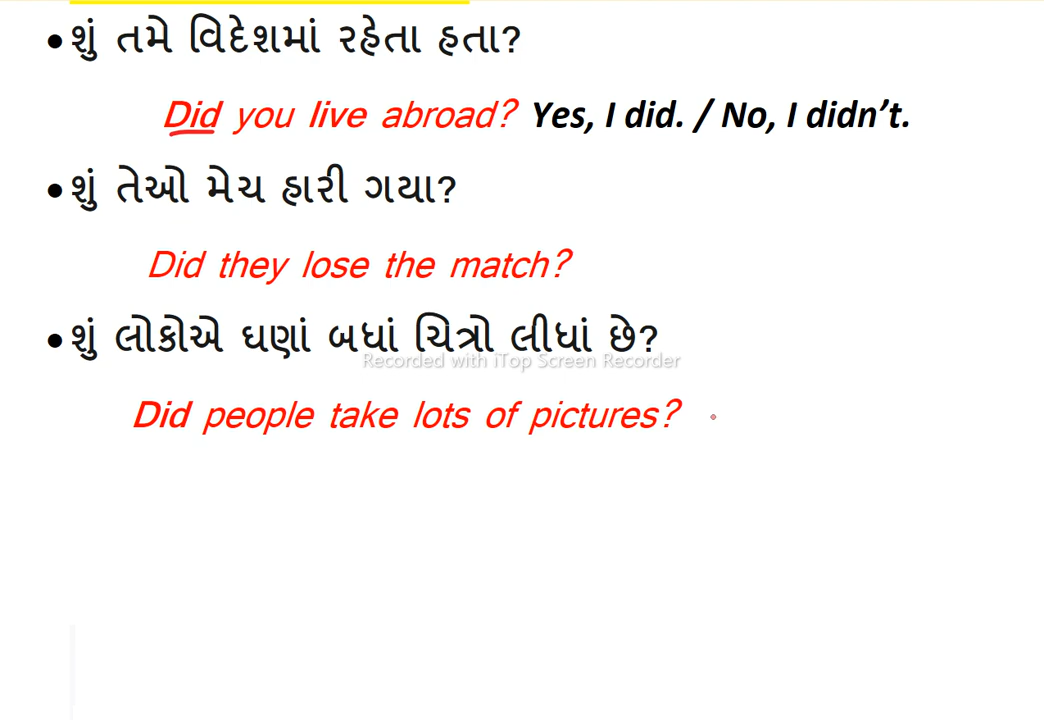 • શું તમે વિદેશમાં રહેતા હતા?
Did you live abroad? Yes, I did. / No, I didn’t.
• શું તેઓ મેચ હારી ગયા?
Did they lose the match?
• શું લોકોએ ઘણાં બધાં ચિત્રો લીધાં છે?
Recorded with iTop Screen Recorder
Did people take lots of pictures?